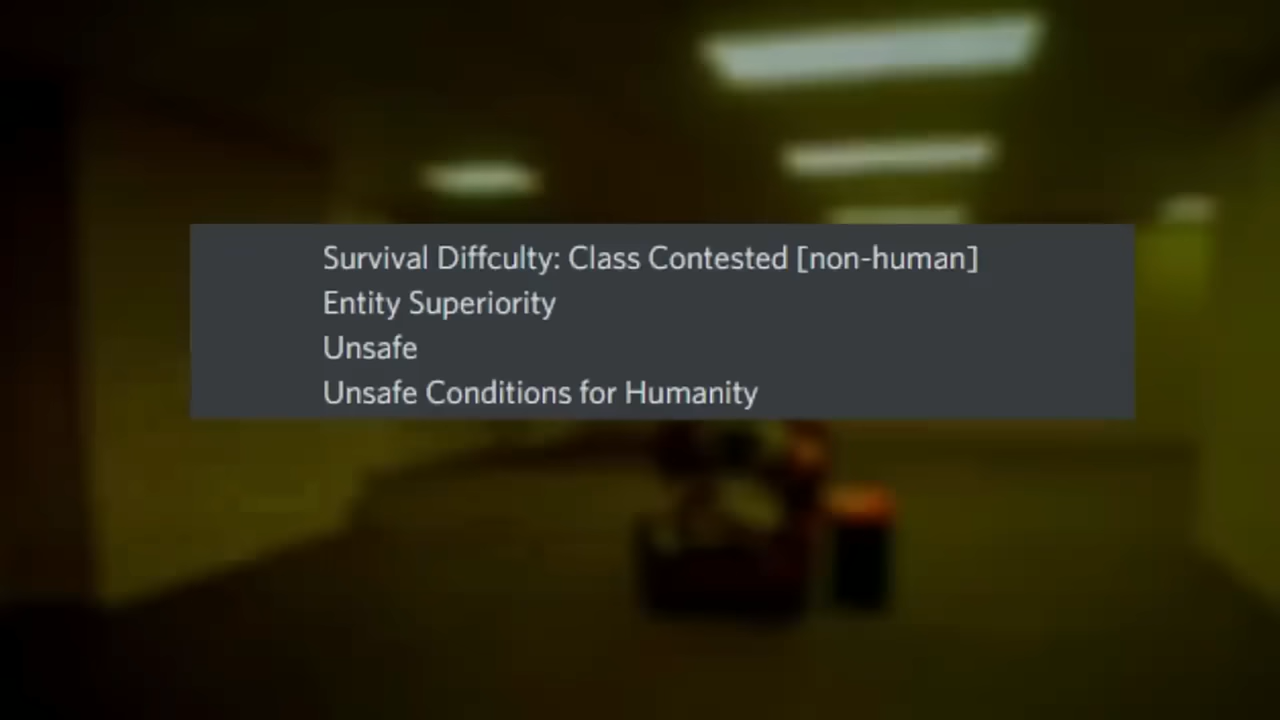 Survival Diffculty: Class Contested [non-human]
Entity Superiority
Unsafe
Unsafe Conditions for Humanity